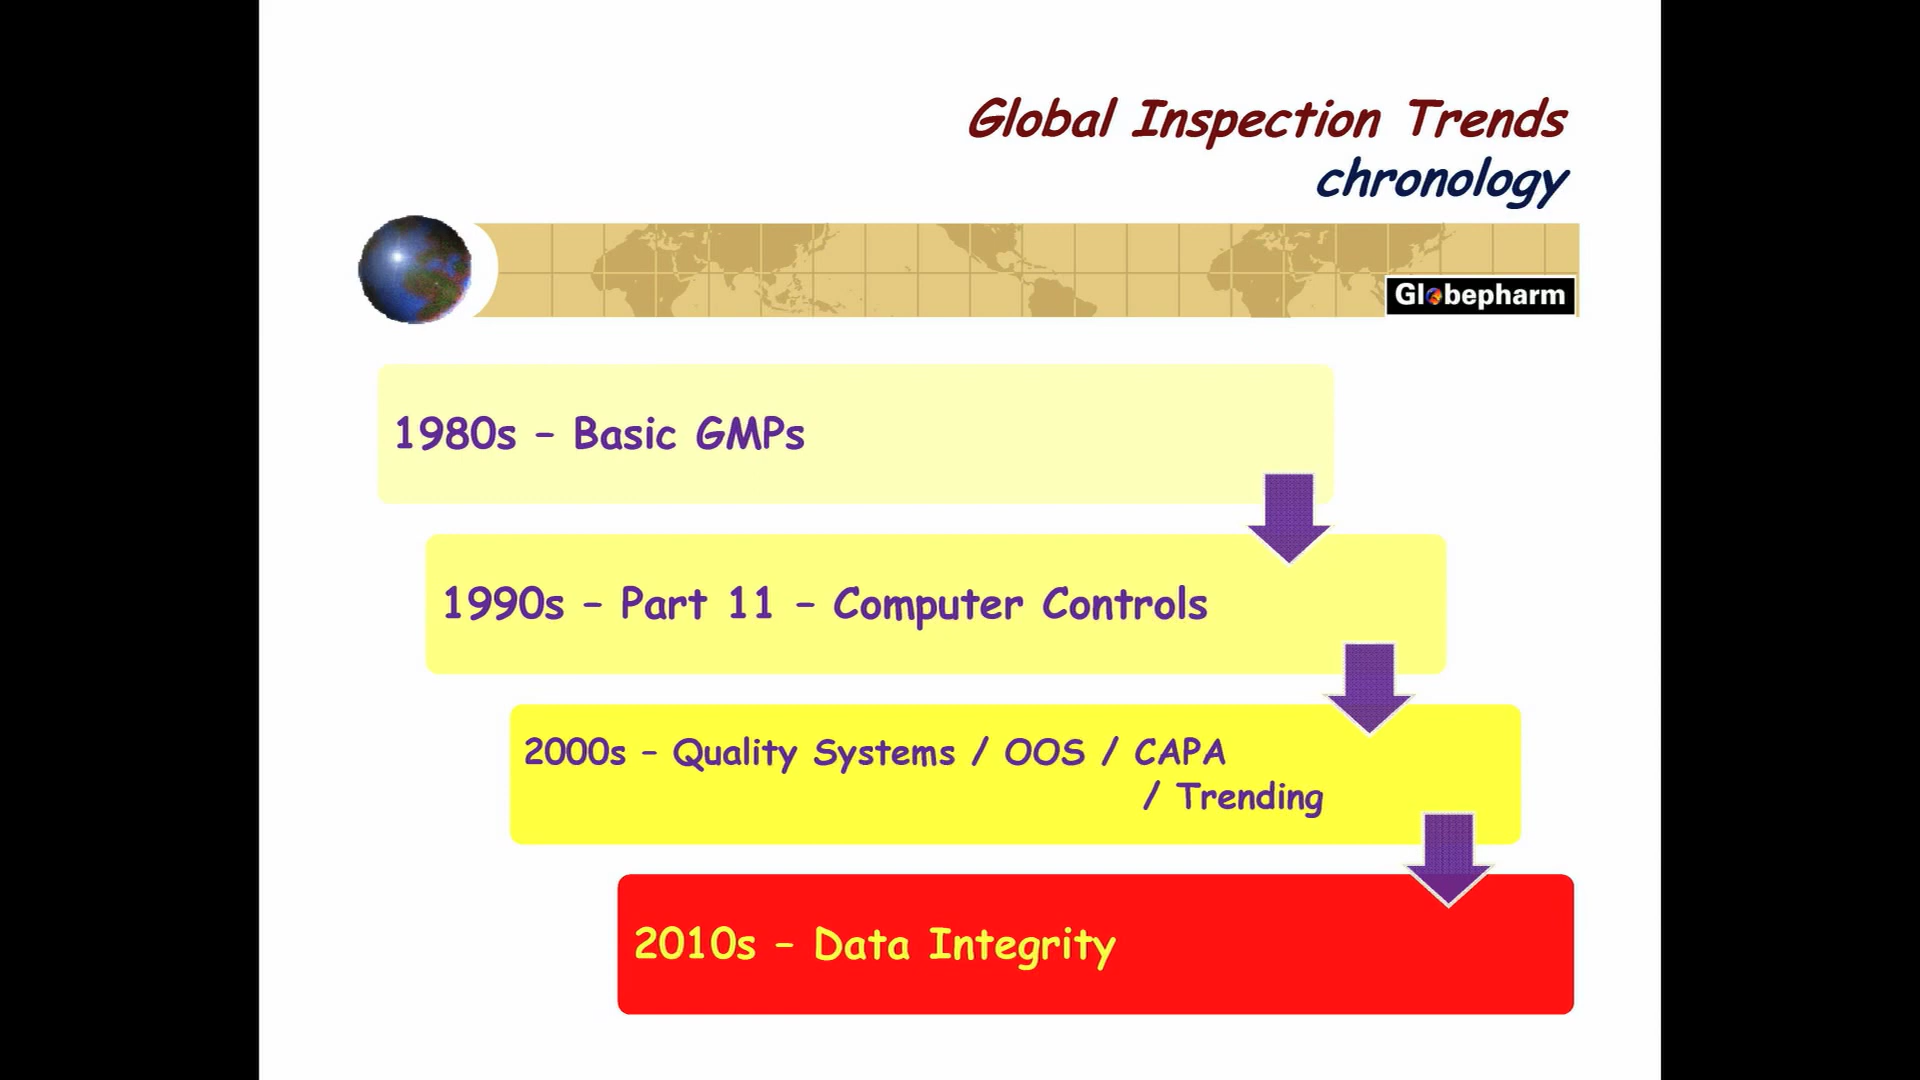 Global Inspection Trends
chronology
Globepharm
1980s – Basic GMPs
1990s – Part 11 – Computer Controls
2000s – Quality Systems / OOS / CAPA
/ Trending
2010s – Data Integrity